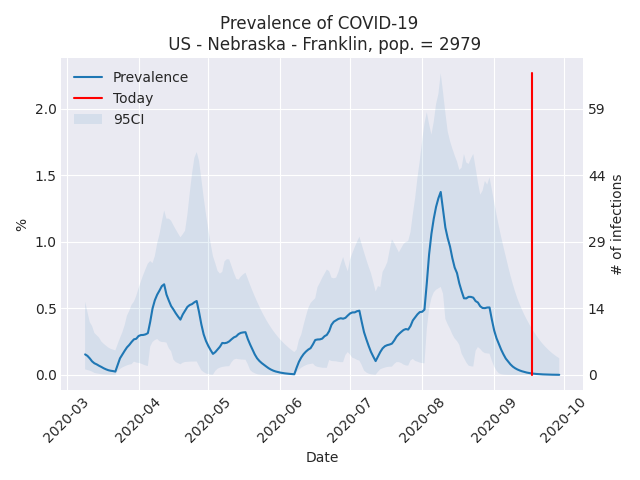 Prevalence of COVID-19
US - Nebraska - Franklin, pop. = 2979
Prevalence
Today
95CI
2.0
1.5
1.0
0.5
0.0
%
59
44
29
14
0
# of infections
2020-03
2020-04
2020-05
2020-06
2020-07
2020-08
2020-09
2020-10
Date